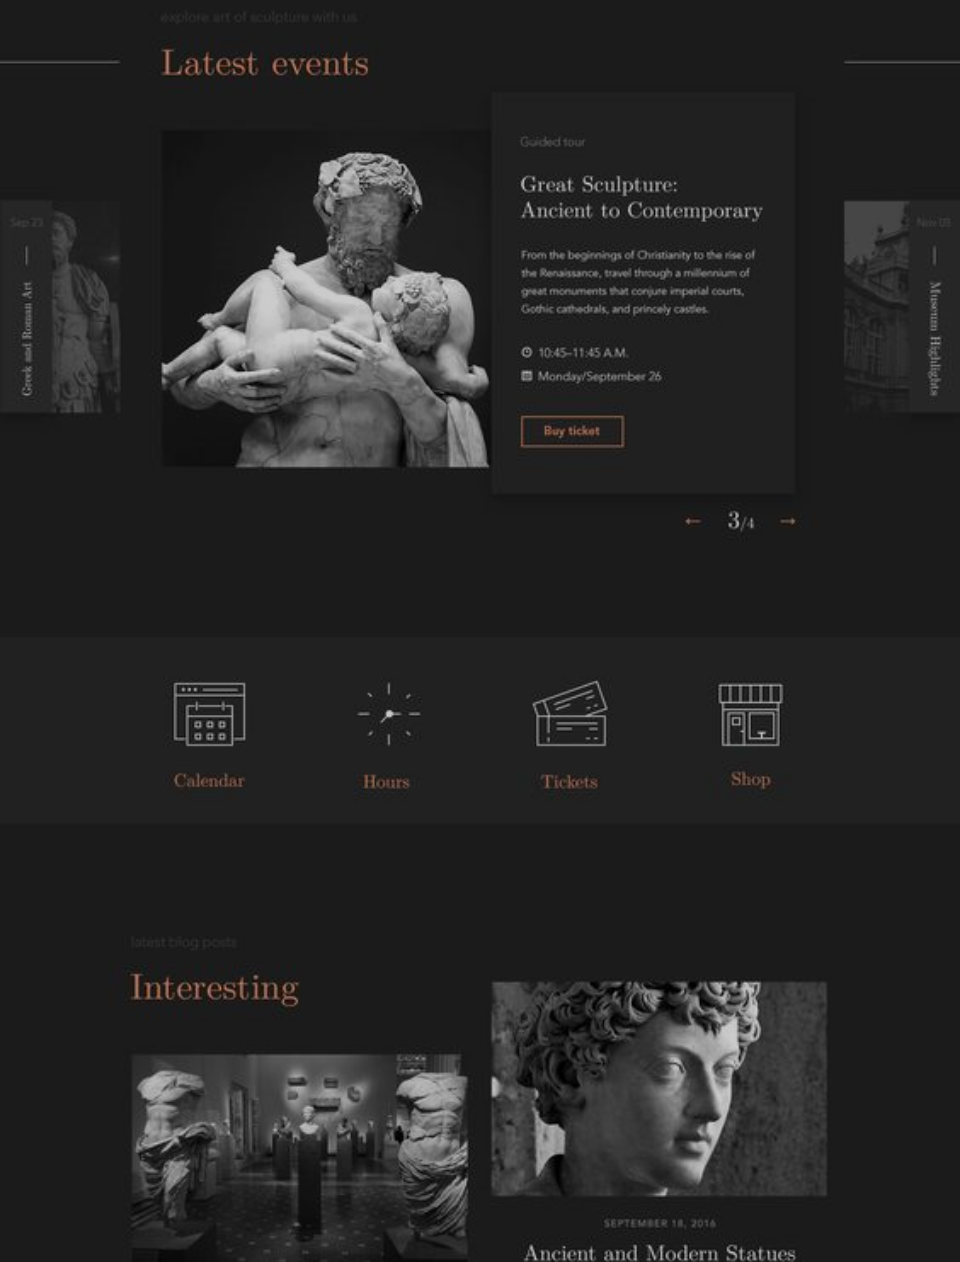 explore art of sculpture with us
Latest events
Sep 23
Greek and Roman Art
Guided tour
Great Sculpture:
Ancient to Contemporary
From the beginnings of Christianity to the rise of
the Renaissance, travel through a millennium of
great monuments that conjure imperial courts,
Gothic cathedrals, and princely castles.
10:45–11:45 A.M.
Monday/September 26
Buy ticket
Nov 03
Museum Highlights
← 3/4 →
Calendar
Hours
Tickets
Shop
latest blog posts
Interesting
SEPTEMBER 18, 2016
Ancient and Modern Statues